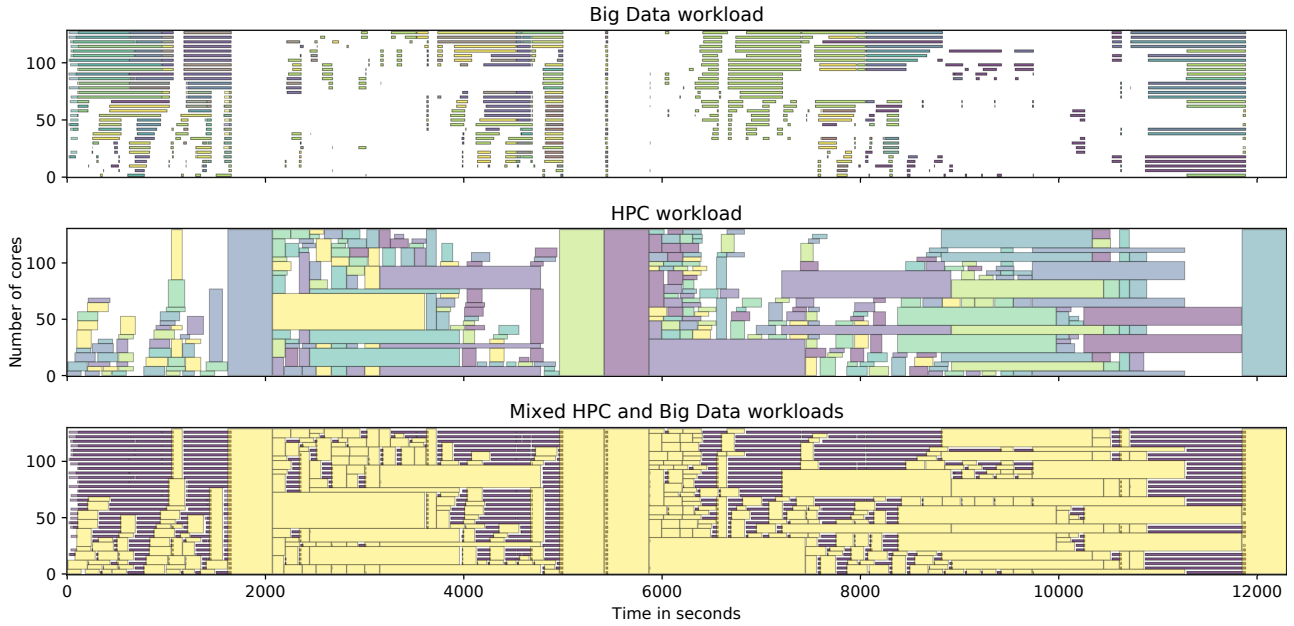 Big Data workload
100
50
0
HPC workload
Number of cores
100
50
0
Mixed HPC and Big Data workloads
100
50
0
0 2000 4000 6000 8000 10000 12000
Time in seconds